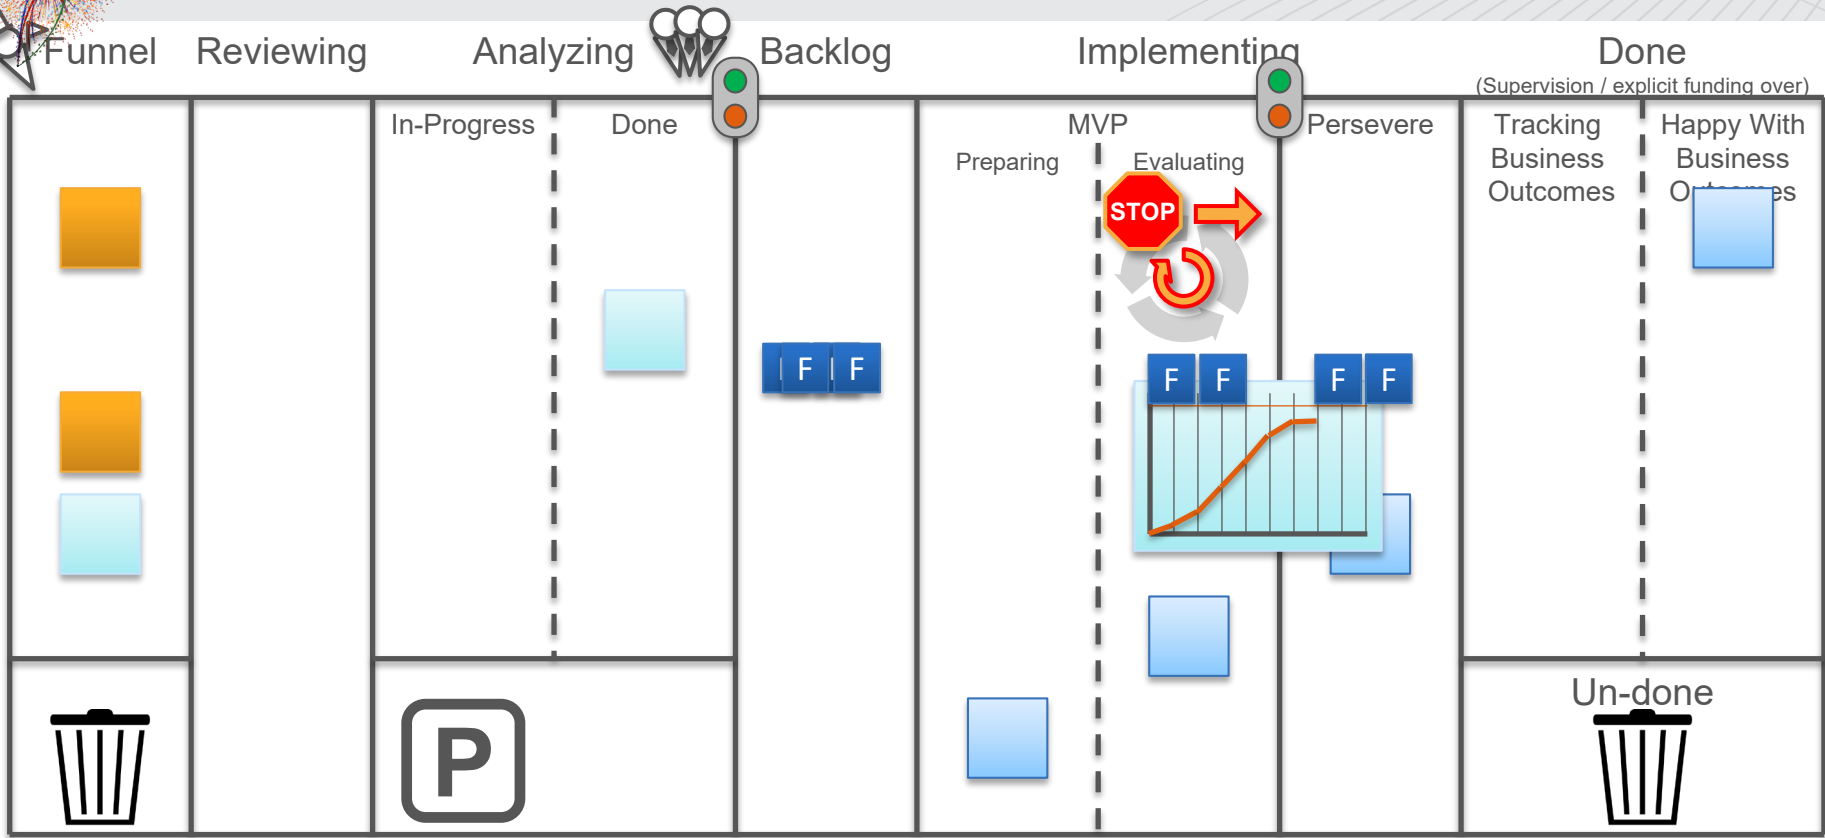 Funnel
Reviewing
Analyzing
Backlog
Implementing
Done
(Supervision / explicit funding over)
In-Progress
Done
MVP
Preparing
Evaluating
Persevere
Tracking
Business
Outcomes
Happy With
Business
Outcomes
STOP
F F
F F
F F
P
Un-done